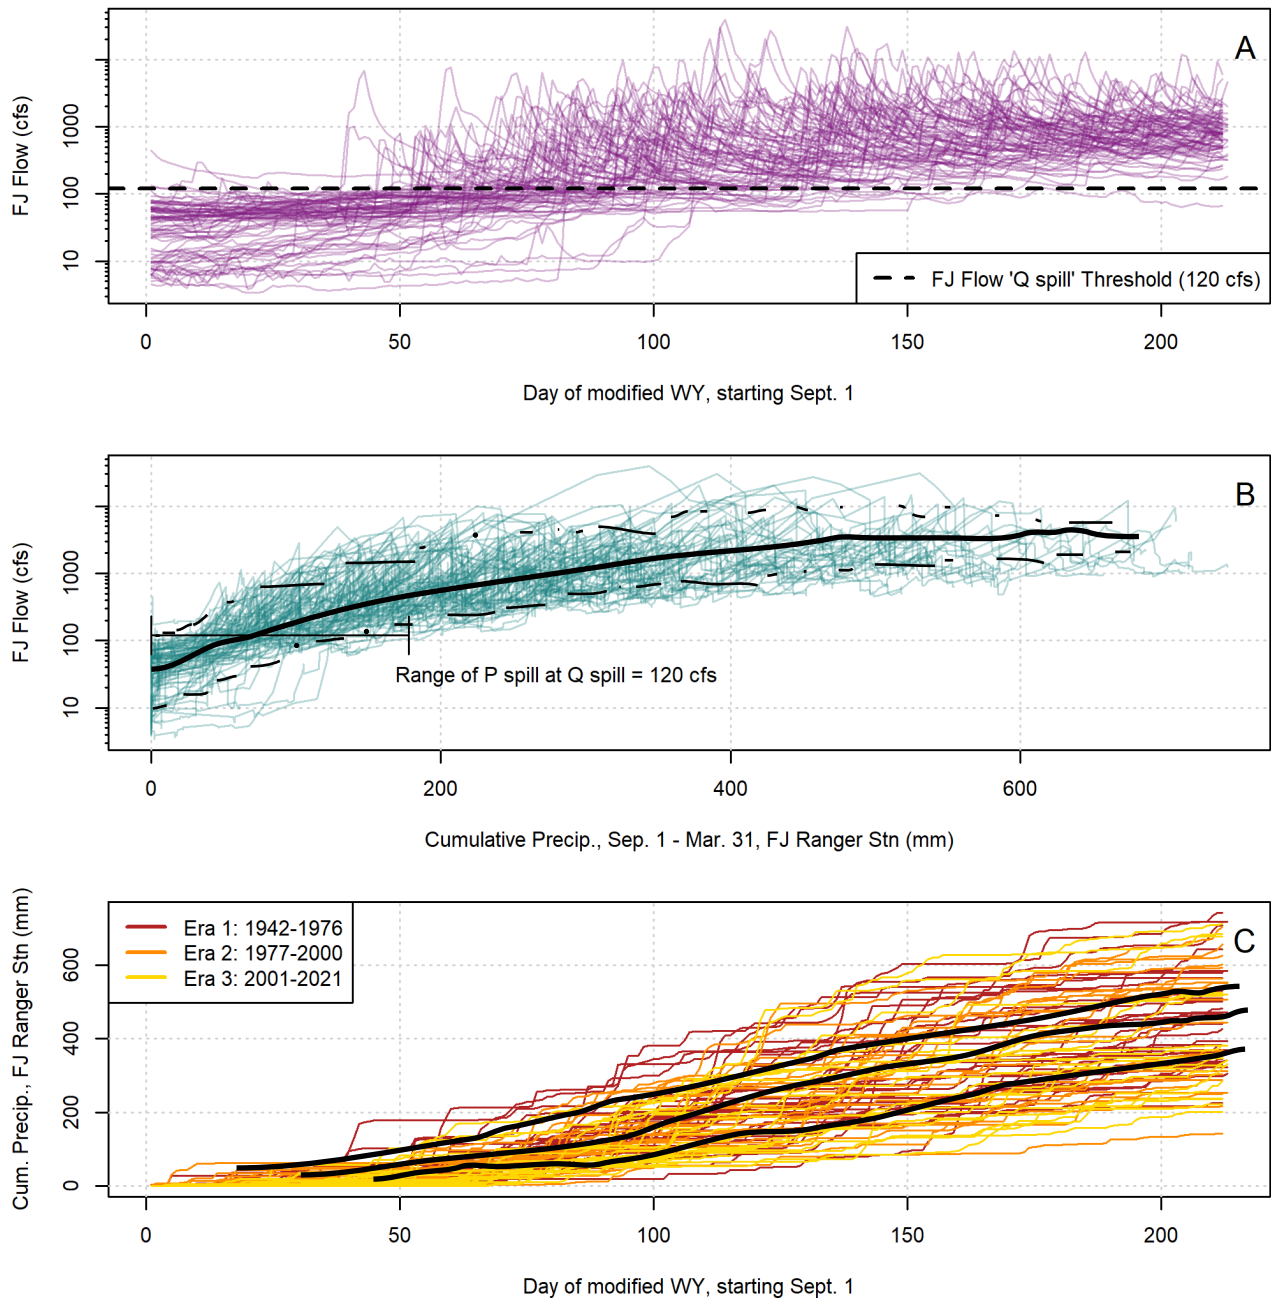 A
FJ Flow (cfs)
1000
100
10
FJ Flow 'Q spill' Threshold (120 cfs)
0 50 100 150 200
Day of modified WY, starting Sept. 1
B
FJ Flow (cfs)
1000
100
10
Range of P spill at Q spill = 120 cfs
0 200 400 600
Cumulative Precip., Sep. 1 - Mar. 31, FJ Ranger Stn (mm)
C
Cum. Precip., FJ Ranger Stn (mm)
Era 1: 1942-1976
Era 2: 1977-2000
Era 3: 2001-2021
600
400
200
0
0 50 100 150 200
Day of modified WY, starting Sept. 1